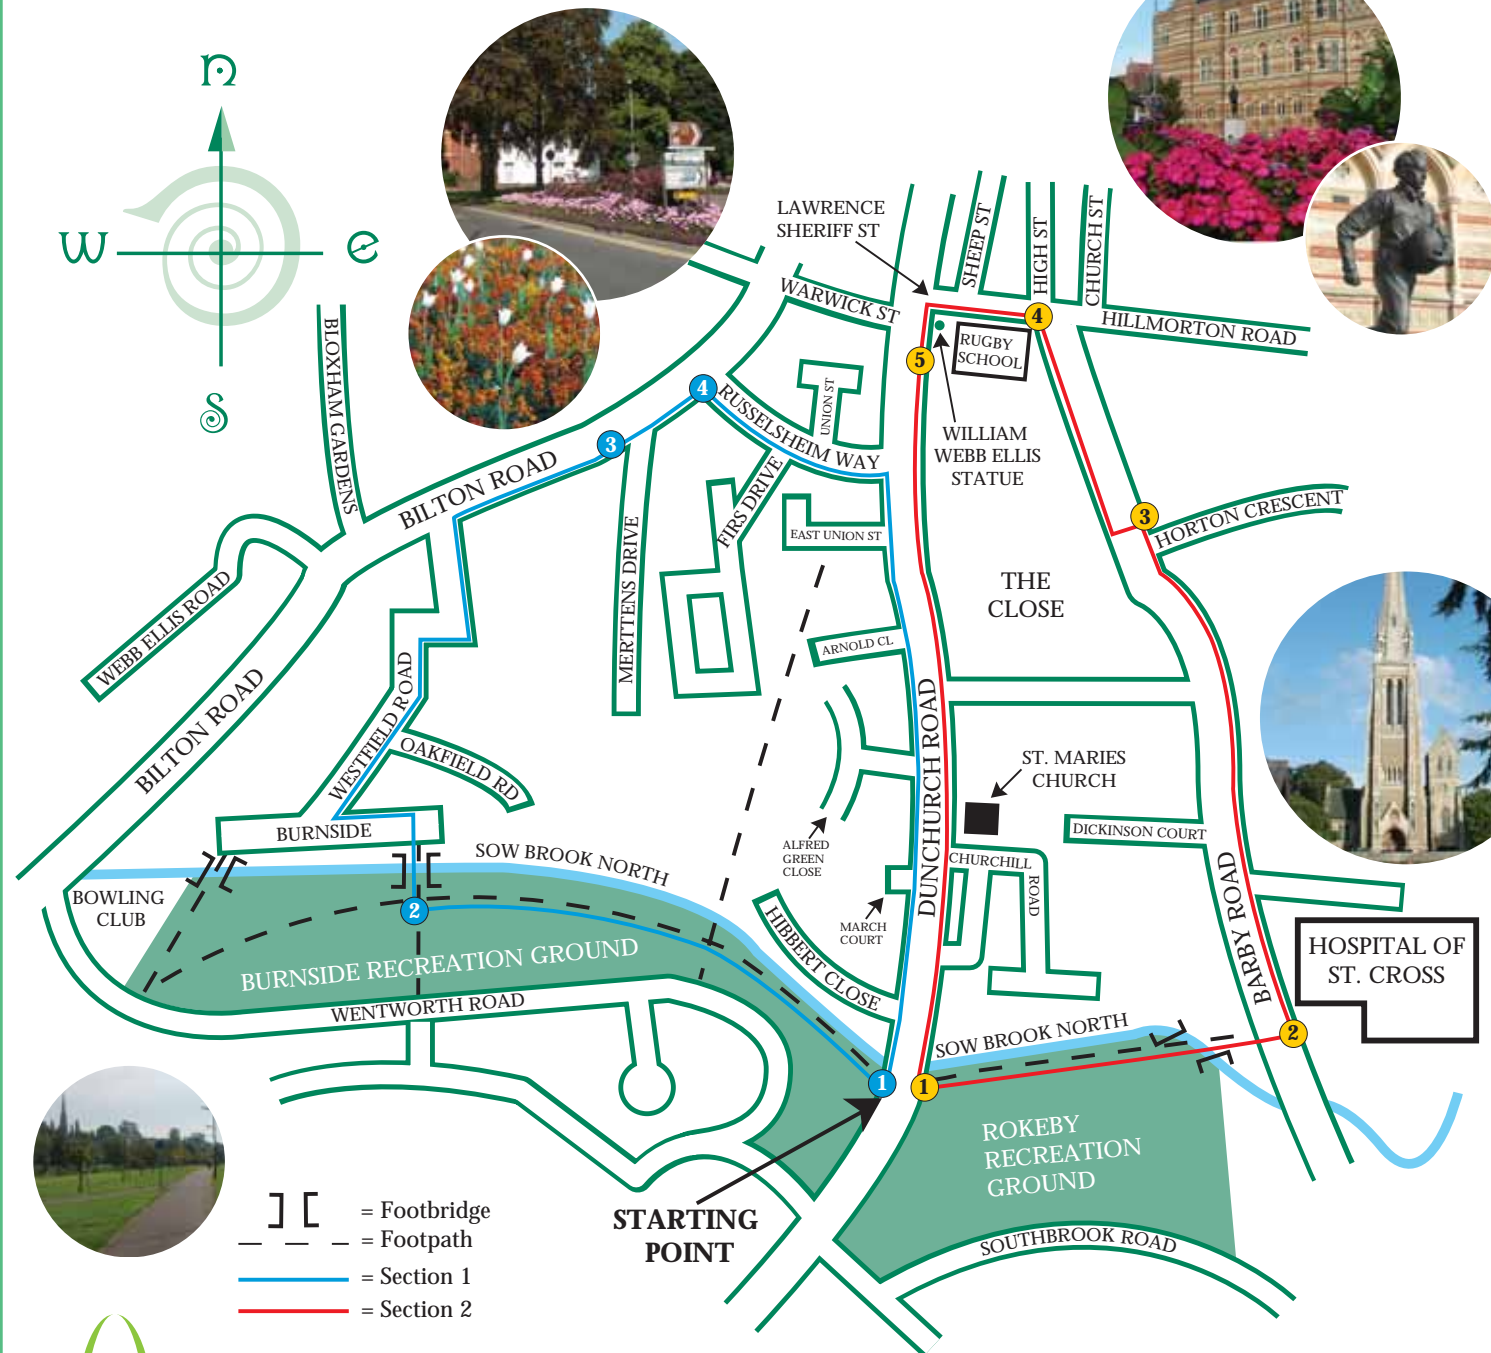 n
W
e
S
LAWRENCE
SHERIFF ST
SHEEP ST
HIGH ST
CHURCH ST
WARWICK ST
HILLMORTON ROAD
4
5
RUGBY
SCHOOL
BLOXHAM GARDENS
UNION ST
4
RUSSELSHEIM WAY
3
WILLIAM
WEBB ELLIS
STATUE
BILTON ROAD
FIRS DRIVE
3
HORTON CRESCENT
EAST UNION ST
MERTTENS DRIVE
WEBB ELLIS ROAD
THE
CLOSE
ARNOLD CL
BILTON ROAD
WESTFIELD ROAD
OAKFIELD RD
DUNCHURCH ROAD
ST. MARIES
CHURCH
BURNSIDE
DICKINSON COURT
ALFRED
GREEN
CLOSE
SOW BROOK NORTH
CHURCHILL
ROAD
BOWLING
CLUB
2
MARCH
COURT
HIBBERT CLOSE
BARBY ROAD
HOSPITAL OF
ST. CROSS
BURNSIDE RECREATION GROUND
WENTWORTH ROAD
SOW BROOK NORTH
2
1
1
ROKEBY
RECREATION
GROUND
STARTING
POINT
SOUTHBROOK ROAD
= Footbridge
= Footpath
= Section 1
= Section 2